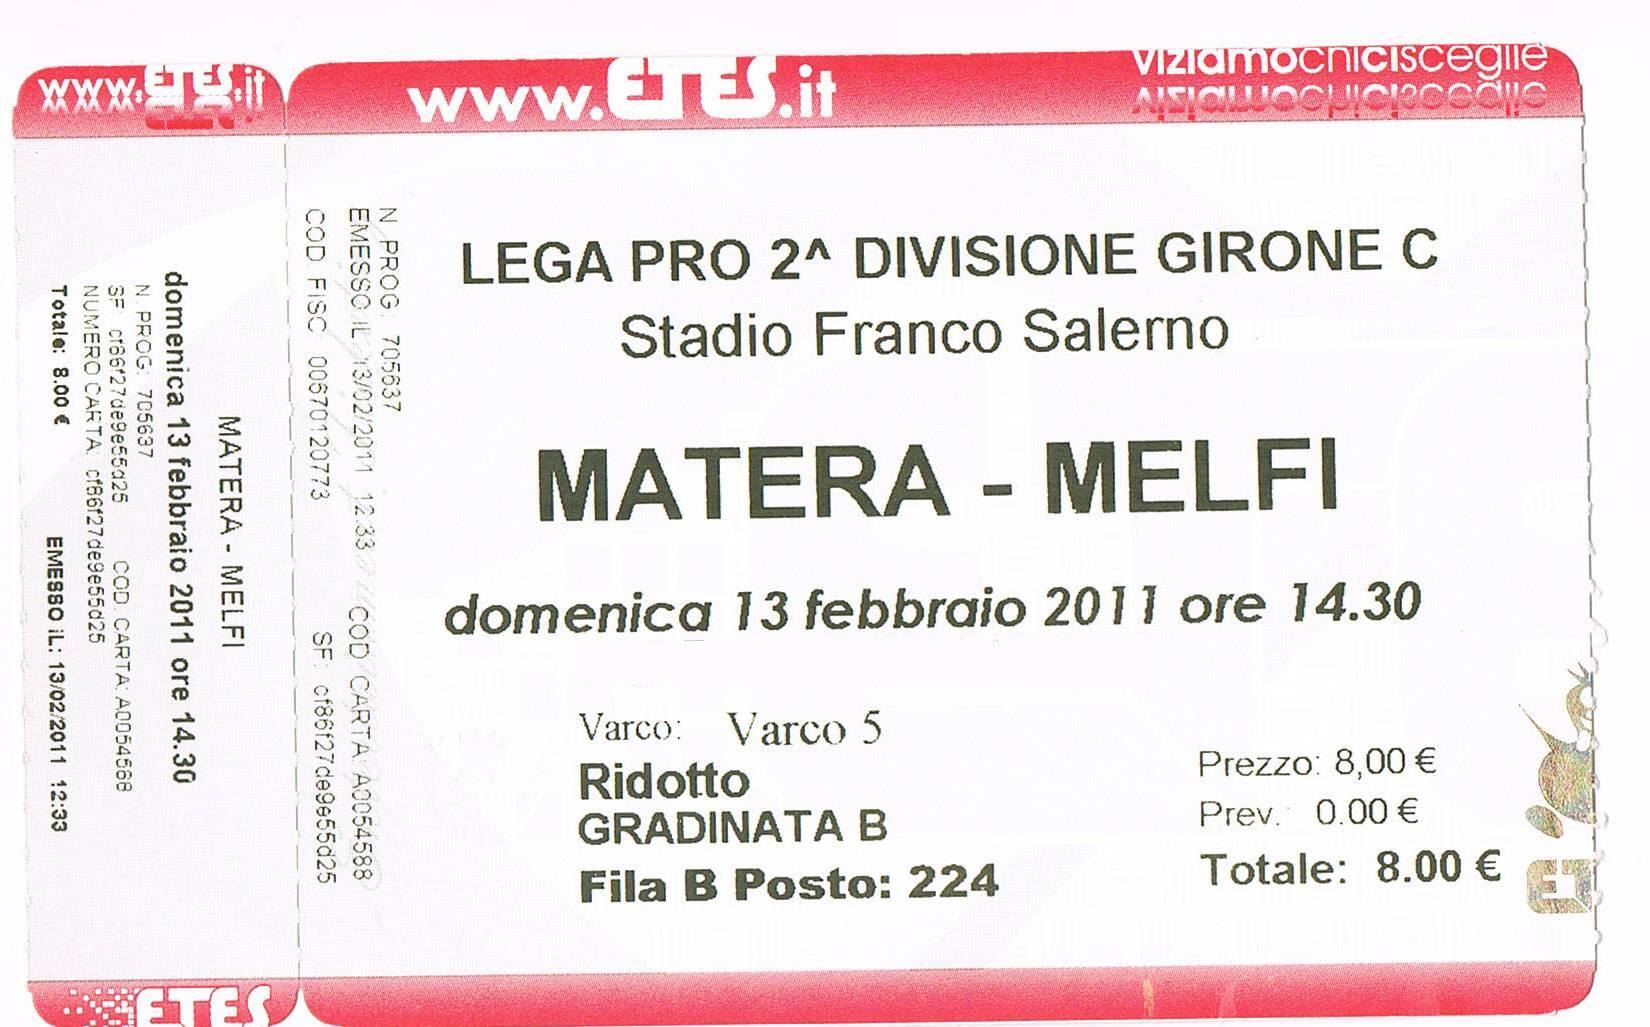 www.ETES.it
www.ETES.it
viziamochicisceglie
LEGA PRO 2^ DIVISIONE GIRONE C
Stadio Franco Salerno
MATERA - MELFI
domenica 13 febbraio 2011 ore 14.30
Varco: Varco 5
Ridotto
GRADINATA B
Fila B Posto: 224
Prezzo: 8,00 €
Prev.: 0.00 €
Totale: 8.00 €
N. PROG: 705637
EMESSO IL 13/02/2011 12.33 COD CARTA: A0054588
COD FISC 00670120773 SF: cf86f27de9e55d25
MATERA - MELFI
domenica 13 febbraio 2011 ore 14.30
N PROG: 705637
SF cf86f27de9e55d25 COD. CARTA: A0054588
NUMERO CARTA: cf86f27de9e55d25
Totale: 8.00 € EMESSO iL: 13/02/2011 12:33
ETES